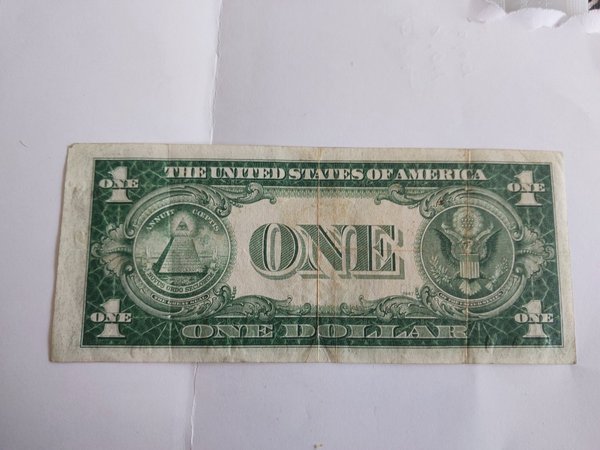 THE UNITED STATES OF AMERICA
1 ONE
1 ONE
ANNUIT COEPTIS
ONE
1 ONE
1 ONE
ONE DOLLAR